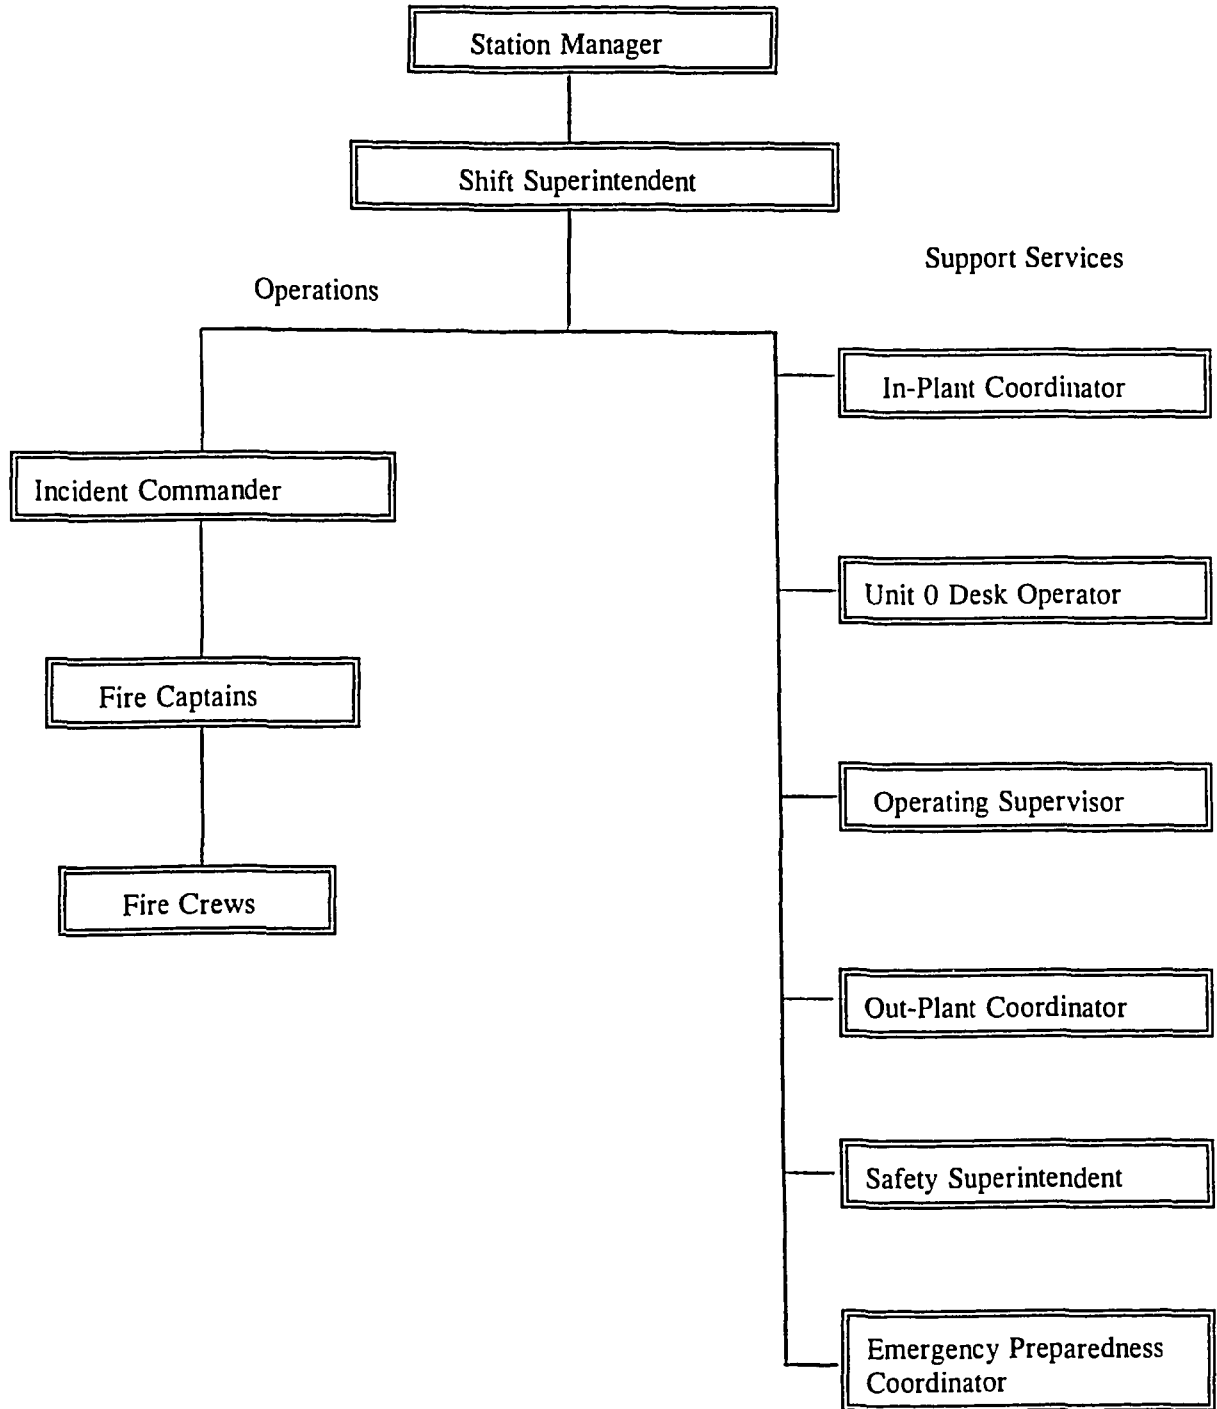 Station Manager
Shift Superintendent
Support Services
Operations
In-Plant Coordinator
Incident Commander
Unit 0 Desk Operator
Fire Captains
Operating Supervisor
Fire Crews
Out-Plant Coordinator
Safety Superintendent
Emergency Preparedness
Coordinator